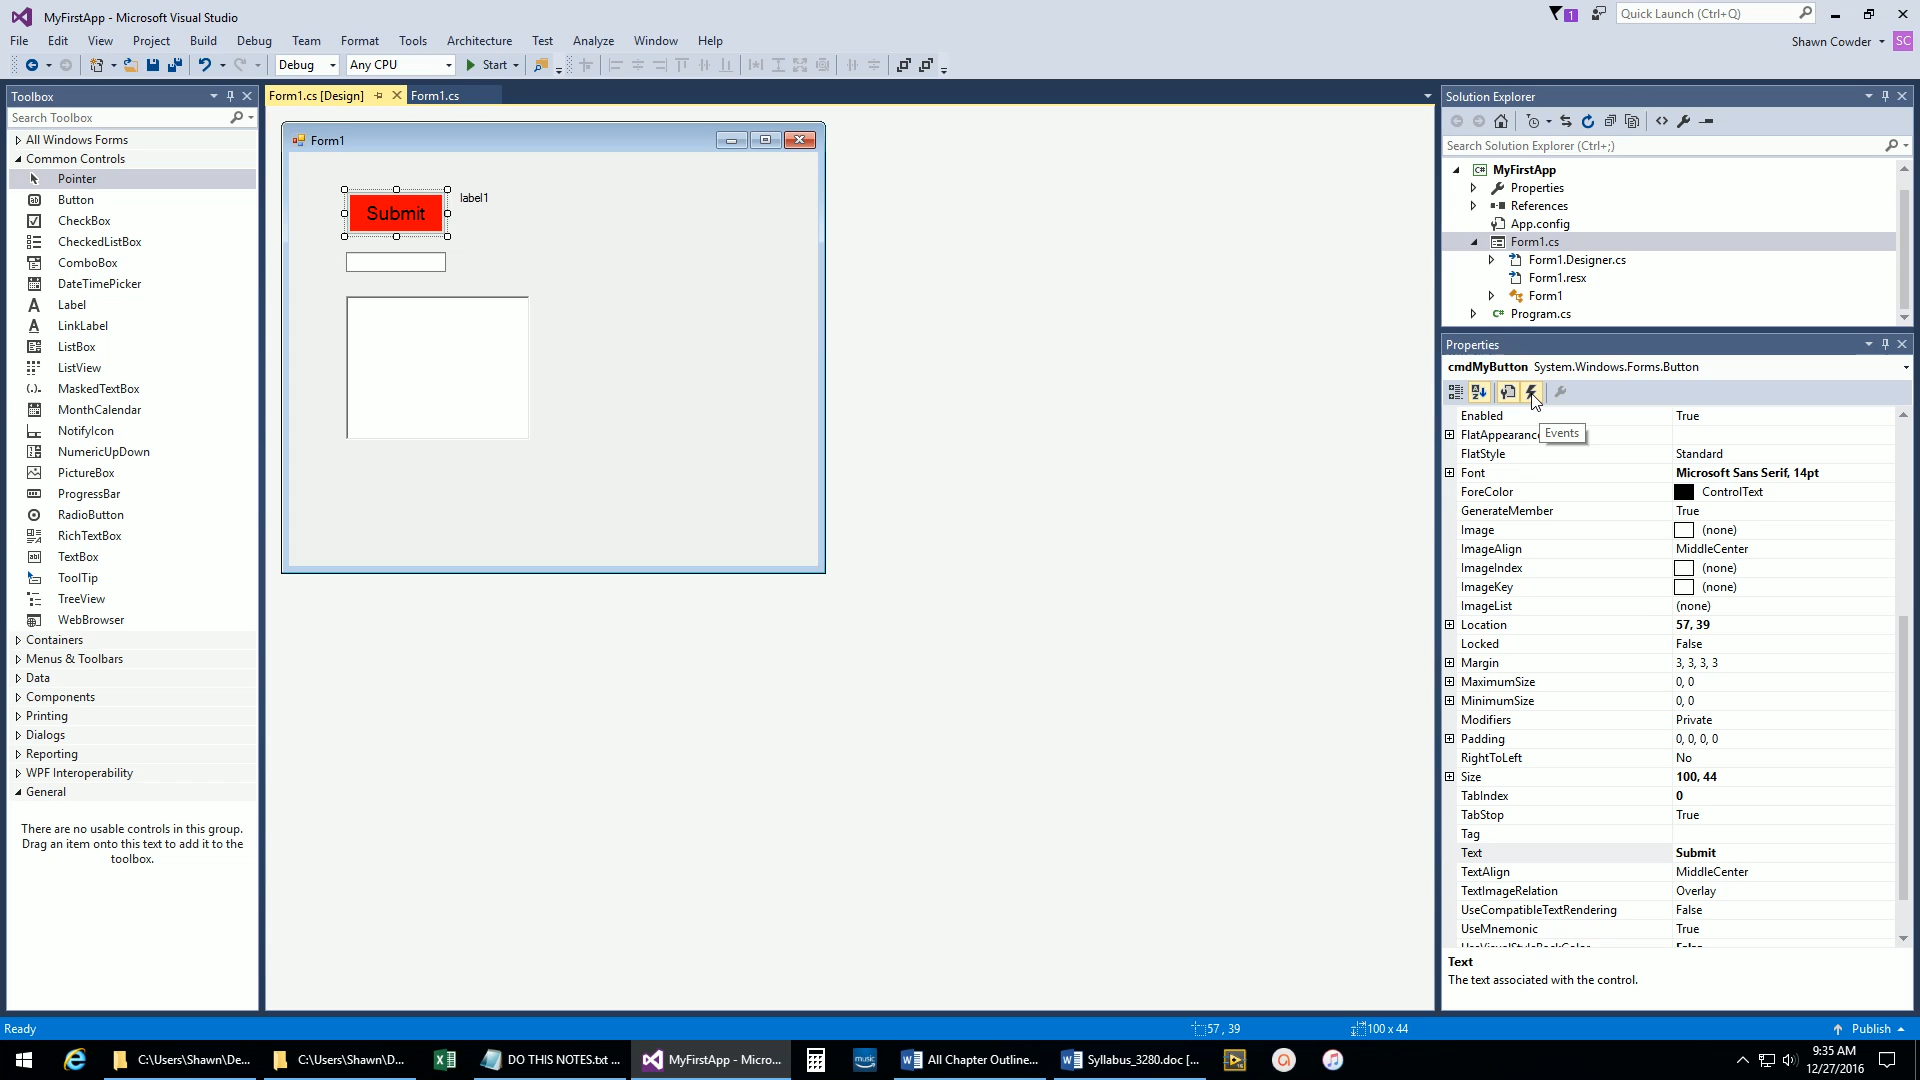 MyFirstApp - Microsoft Visual Studio
1
Quick Launch (Ctrl+Q)
File Edit View Project Build Debug Team Format Tools Architecture Test Analyze Window Help
Shawn Cowder SC
Debug Any CPU Start
Toolbox
Search Toolbox
All Windows Forms
Common Controls
Pointer
Button
CheckBox
CheckedListBox
ComboBox
DateTimePicker
Label
LinkLabel
ListBox
ListView
MaskedTextBox
MonthCalendar
NotifyIcon
NumericUpDown
PictureBox
ProgressBar
RadioButton
RichTextBox
TextBox
ToolTip
TreeView
WebBrowser
Containers
Menus & Toolbars
Data
Components
Printing
Dialogs
Reporting
WPF Interoperability
General
There are no usable controls in this group.
Drag an item onto this text to add it to the
toolbox.
Form1.cs [Design] Form1.cs
Form1
Submit
label1
Solution Explorer
Search Solution Explorer (Ctrl+;)
MyFirstApp
Properties
References
App.config
Form1.cs
Form1.Designer.cs
Form1.resx
Form1
Program.cs
Properties
cmdMyButton System.Windows.Forms.Button
Events
Enabled True
FlatAppearance
FlatStyle Standard
Font Microsoft Sans Serif, 14pt
ForeColor ControlText
GenerateMember True
Image (none)
ImageAlign MiddleCenter
ImageIndex (none)
ImageKey (none)
ImageList (none)
Location 57, 39
Locked False
Margin 3, 3, 3, 3
MaximumSize 0, 0
MinimumSize 0, 0
Modifiers Private
Padding 0, 0, 0, 0
RightToLeft No
Size 100, 44
TabIndex 0
TabStop True
Tag
Text Submit
TextAlign MiddleCenter
TextImageRelation Overlay
UseCompatibleTextRendering False
UseMnemonic True
Text
The text associated with the control.
Ready 57 , 39 100 x 44 Publish
C:\Users\Shawn\De... C:\Users\Shawn\D... DO THIS NOTES.txt ... MyFirstApp - Micro... music All Chapter Outline... Syllabus_3280.doc [...
9:35 AM
12/27/2016